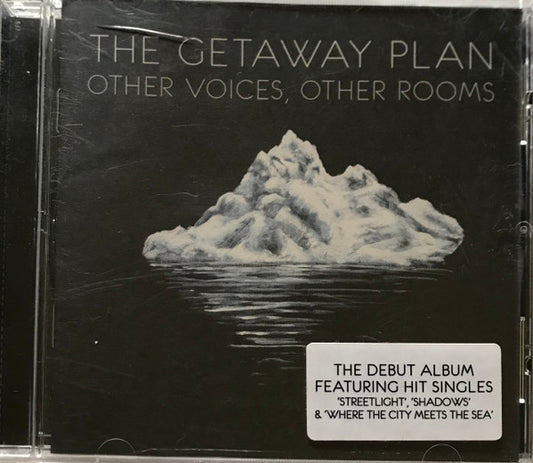 THE GETAWAY PLAN
OTHER VOICES, OTHER ROOMS
THE DEBUT ALBUM
FEATURING HIT SINGLES
'STREETLIGHT', 'SHADOWS'
& 'WHERE THE CITY MEETS THE SEA'